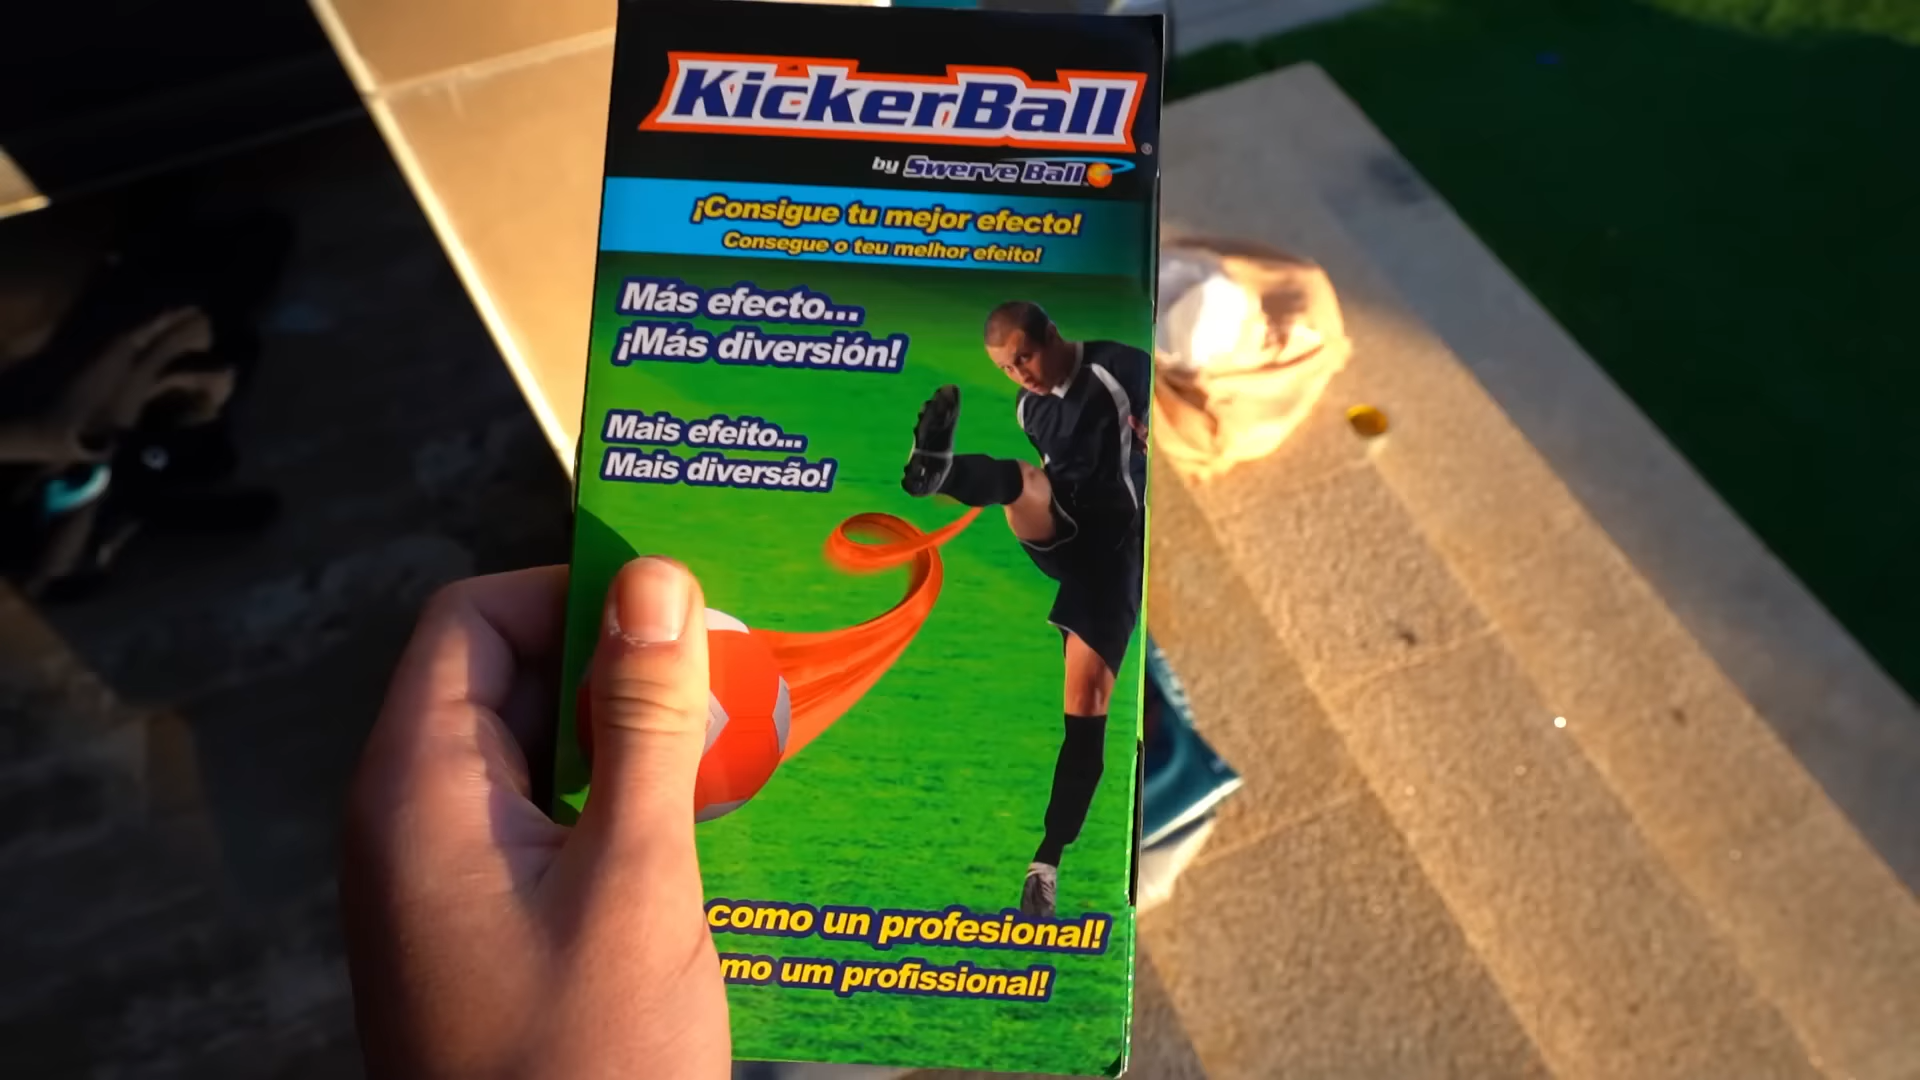 KickerBall®
by Swerve Ball
¡Consigue tu mejor efecto!
Consegue o teu melhor efeito!
Más efecto...
¡Más diversión!
Mais efeito...
Mais diversão!
como un profesional!
um profissional!